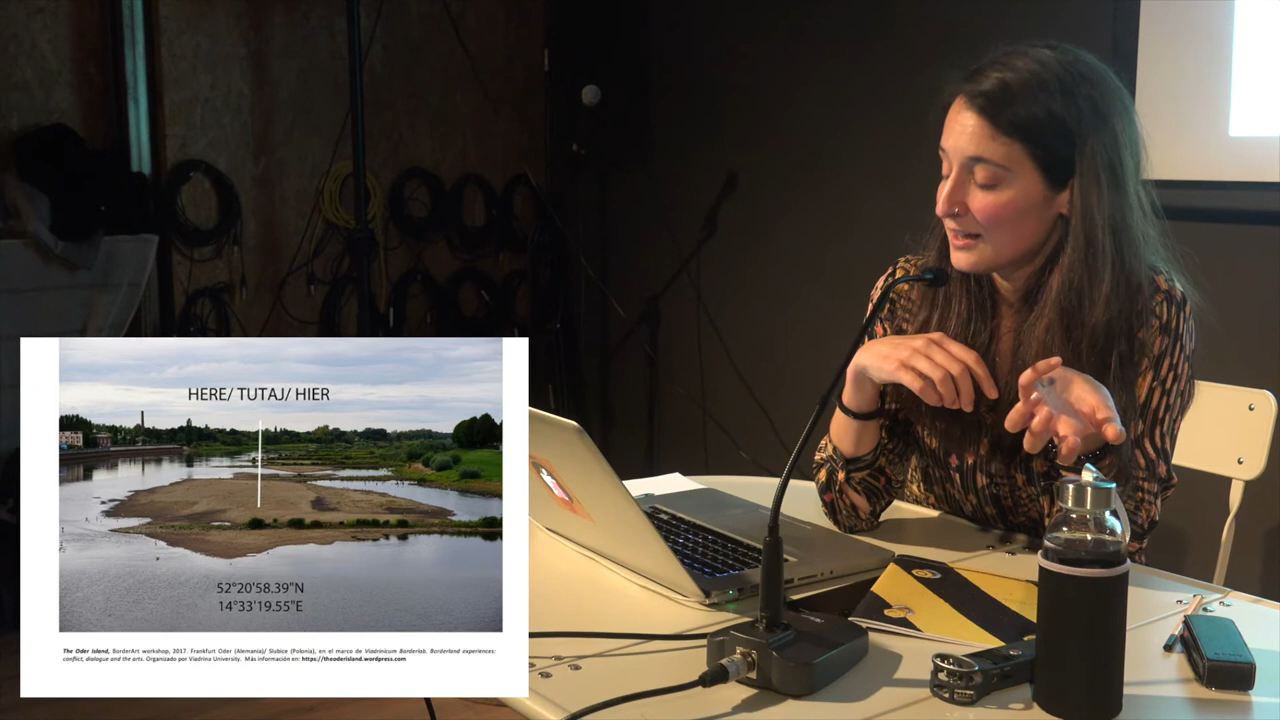 HERE/ TUTAJ/ HIER
52°20'58.39"N
14°33'19.55"E
The Oder Island, BorderArt workshop, 2017. Frankfurt Oder (Alemania)/ Slubice (Polonia), en el marco de Viadrinicum Borderlab. Borderland experiences:
conflict, dialogue and the arts. Organizado por Viadrina University. Más información en: https://theoderisland.wordpress.com